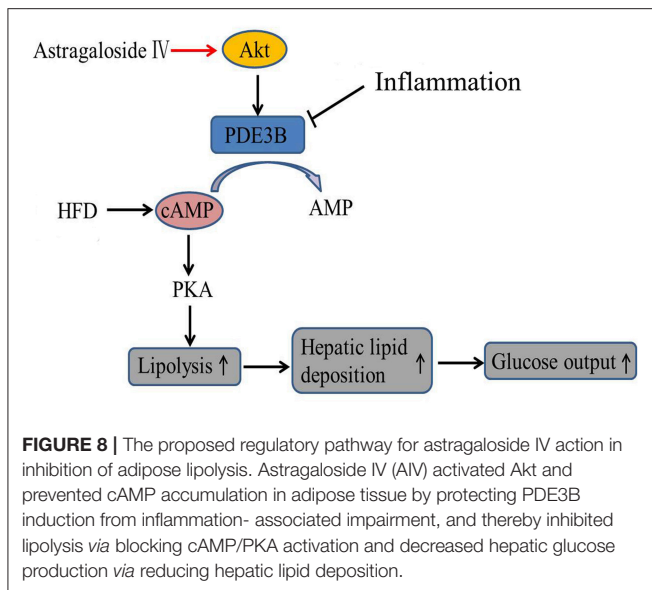 Astragaloside IV
Akt
Inflammation
PDE3B
HFD
cAMP
AMP
PKA
Lipolysis ↑
Hepatic lipid
deposition ↑
Glucose output ↑
FIGURE 8 | The proposed regulatory pathway for astragaloside IV action in
inhibition of adipose lipolysis. Astragaloside IV (AIV) activated Akt and
prevented cAMP accumulation in adipose tissue by protecting PDE3B
induction from inflammation- associated impairment, and thereby inhibited
lipolysis via blocking cAMP/PKA activation and decreased hepatic glucose
production via reducing hepatic lipid deposition.